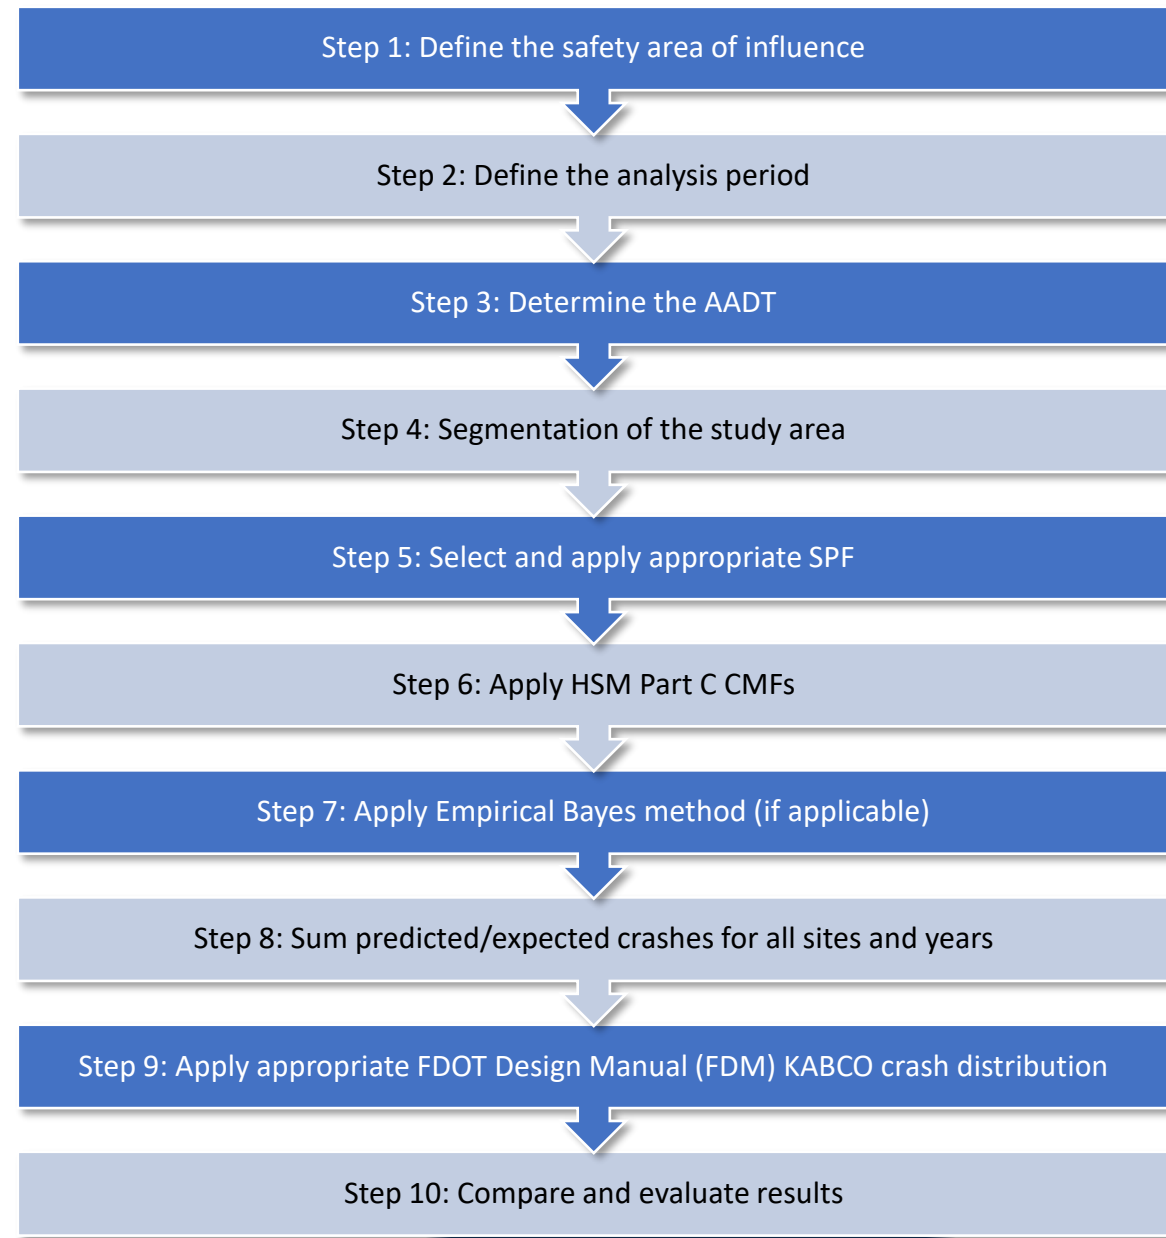 Step 1: Define the safety area of influence
Step 2: Define the analysis period
Step 3: Determine the AADT
Step 4: Segmentation of the study area
Step 5: Select and apply appropriate SPF
Step 6: Apply HSM Part C CMFs
Step 7: Apply Empirical Bayes method (if applicable)
Step 8: Sum predicted/expected crashes for all sites and years
Step 9: Apply appropriate FDOT Design Manual (FDM) KABCO crash distribution
Step 10: Compare and evaluate results